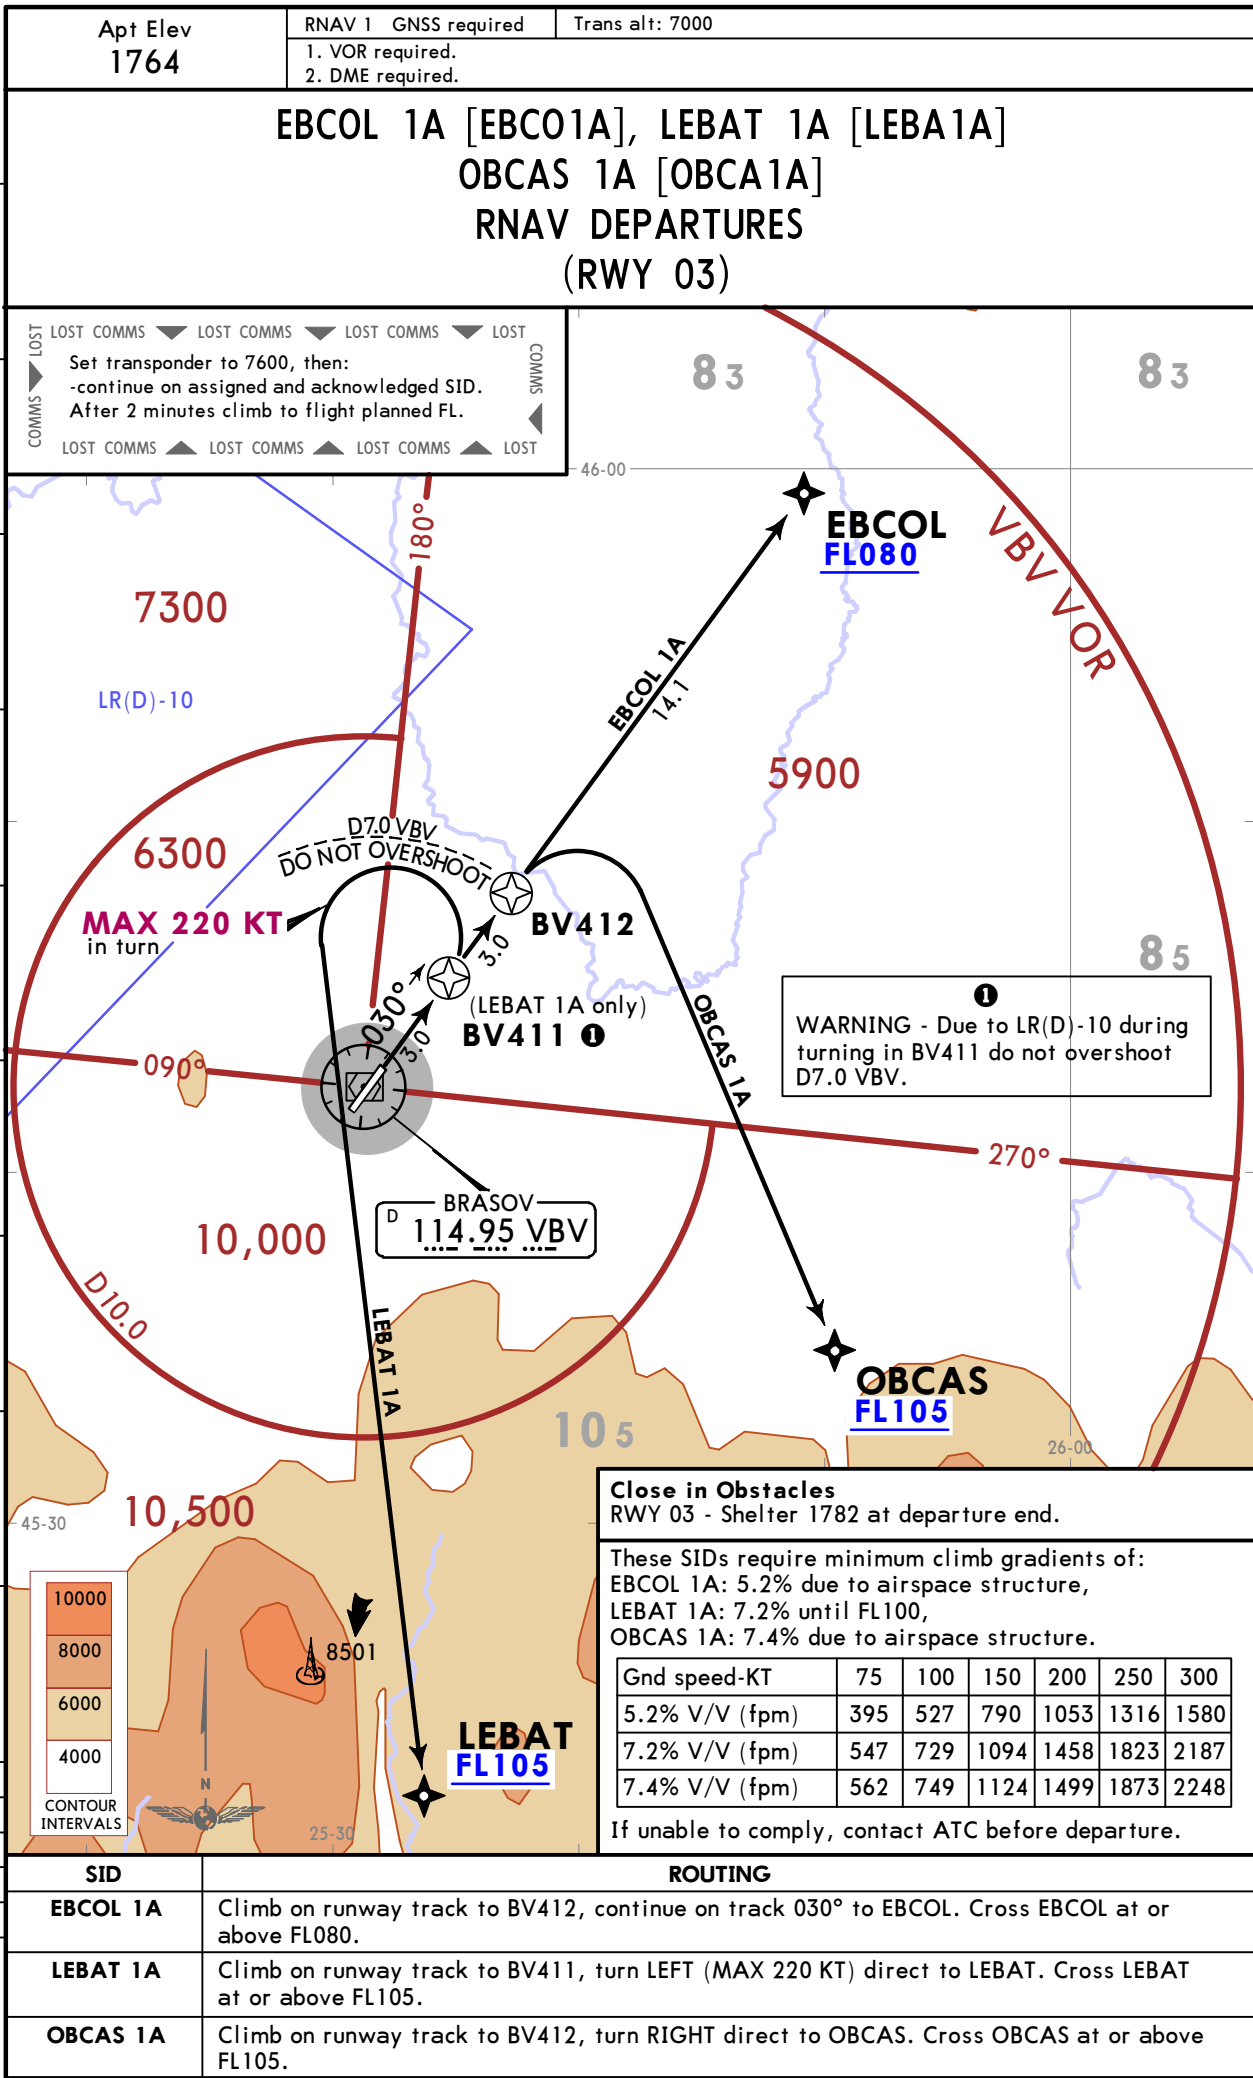 Apt Elev
1764
RNAV 1 GNSS required
Trans alt: 7000
1. VOR required.
2. DME required.
EBCOL 1A [EBCO1A], LEBAT 1A [LEBA1A]
OBCAS 1A [OBCA1A]
RNAV DEPARTURES
(RWY 03)
LOST COMMS LOST COMMS LOST COMMS LOST
COMMS LOST
COMMS
Set transponder to 7600, then:
-continue on assigned and acknowledged SID.
After 2 minutes climb to flight planned FL.
LOST COMMS LOST COMMS LOST COMMS LOST
83
83
46-00
EBCOL
FL080
180°
VBV VOR
7300
LR(D)-10
EBCOL 1A
14.1
5900
D7.0 VBV
DO NOT OVERSHOOT
6300
MAX 220 KT
in turn
BV412
3.0
85
(LEBAT 1A only)
BV411 1
030°
3.0
OBCAS 1A
1
WARNING - Due to LR(D)-10 during
turning in BV411 do not overshoot
D7.0 VBV.
090°
270°
BRASOV
D 114.95 VBV
10,000
D10.0
LEBAT 1A
OBCAS
FL105
105
26-00
10,500
45-30
Close in Obstacles
RWY 03 - Shelter 1782 at departure end.
These SIDs require minimum climb gradients of:
EBCOL 1A: 5.2% due to airspace structure,
LEBAT 1A: 7.2% until FL100,
OBCAS 1A: 7.4% due to airspace structure.
Gnd speed-KT 75 100 150 200 250 300
5.2% V/V (fpm) 395 527 790 1053 1316 1580
7.2% V/V (fpm) 547 729 1094 1458 1823 2187
7.4% V/V (fpm) 562 749 1124 1499 1873 2248
If unable to comply, contact ATC before departure.
10000
8000
6000
4000
CONTOUR
INTERVALS
N
8501
LEBAT
FL105
25-30
SID ROUTING
EBCOL 1A Climb on runway track to BV412, continue on track 030° to EBCOL. Cross EBCOL at or
above FL080.
LEBAT 1A Climb on runway track to BV411, turn LEFT (MAX 220 KT) direct to LEBAT. Cross LEBAT
at or above FL105.
OBCAS 1A Climb on runway track to BV412, turn RIGHT direct to OBCAS. Cross OBCAS at or above
FL105.